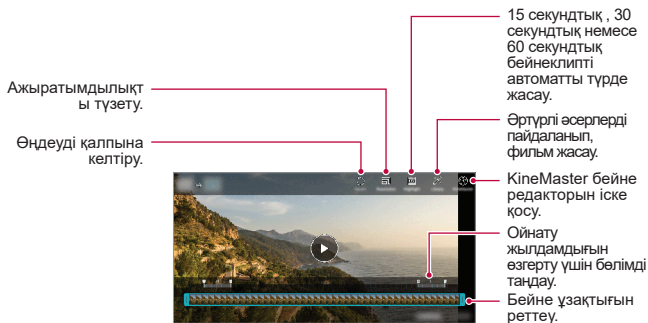 Ажыратымдылықт
ы түзету.
Өңдеуді қалпына
келтіру.
15 секундтық , 30
секундтық немесе
60 секундтық
бейнеклипті
автоматты түрде
жасау.
Әртүрлі әсерлерді
пайдаланып,
фильм жасау.
KineMaster бейне
редакторын іске
қосу.
Ойнату
жылдамдығын
өзгерту үшін бөлімді
таңдау.
Бейне ұзақтығын
реттеу.